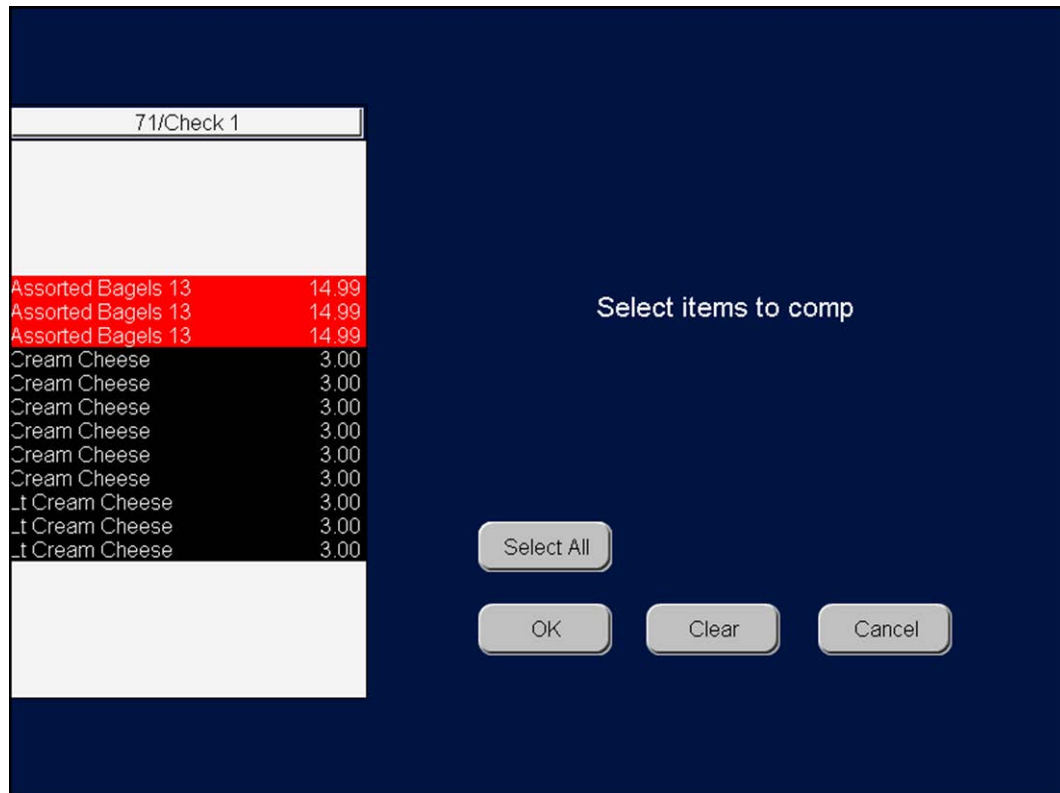 71/Check 1
Assorted Bagels 13 14.99
Assorted Bagels 13 14.99
Assorted Bagels 13 14.99
Cream Cheese 3.00
Cream Cheese 3.00
Cream Cheese 3.00
Cream Cheese 3.00
Cream Cheese 3.00
Cream Cheese 3.00
Lt Cream Cheese 3.00
Lt Cream Cheese 3.00
Lt Cream Cheese 3.00
Select items to comp
Select All
OK Clear Cancel